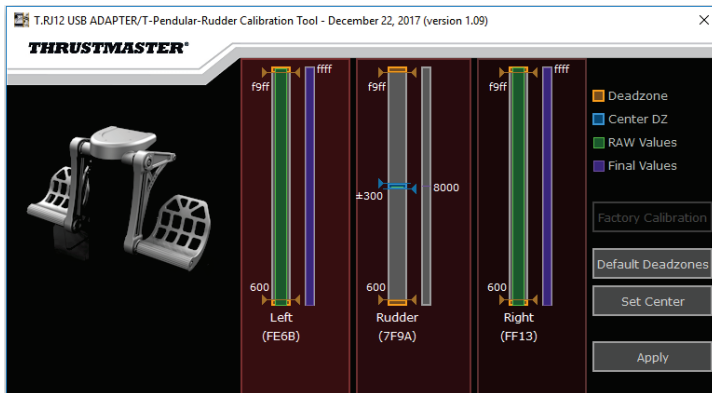 T.RJ12 USB ADAPTER/T-Pendular-Rudder Calibration Tool - December 22, 2017 (version 1.09)
THRUSTMASTER®
ffff
f9ff
600
Left
(FE6B)
f9ff
±300
8000
600
Rudder
(7F9A)
ffff
f9ff
600
Right
(FF13)
Deadzone
Center DZ
RAW Values
Final Values
Factory Calibration
Default Deadzones
Set Center
Apply